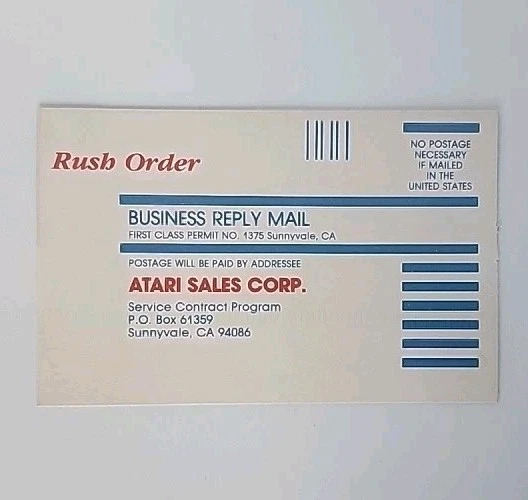 Rush Order
NO POSTAGE
NECESSARY
IF MAILED
IN THE
UNITED STATES
BUSINESS REPLY MAIL
FIRST CLASS PERMIT NO. 1375 Sunnyvale, CA
POSTAGE WILL BE PAID BY ADDRESSEE
ATARI SALES CORP.
Service Contract Program
P.O. Box 61359
Sunnyvale, CA 94086